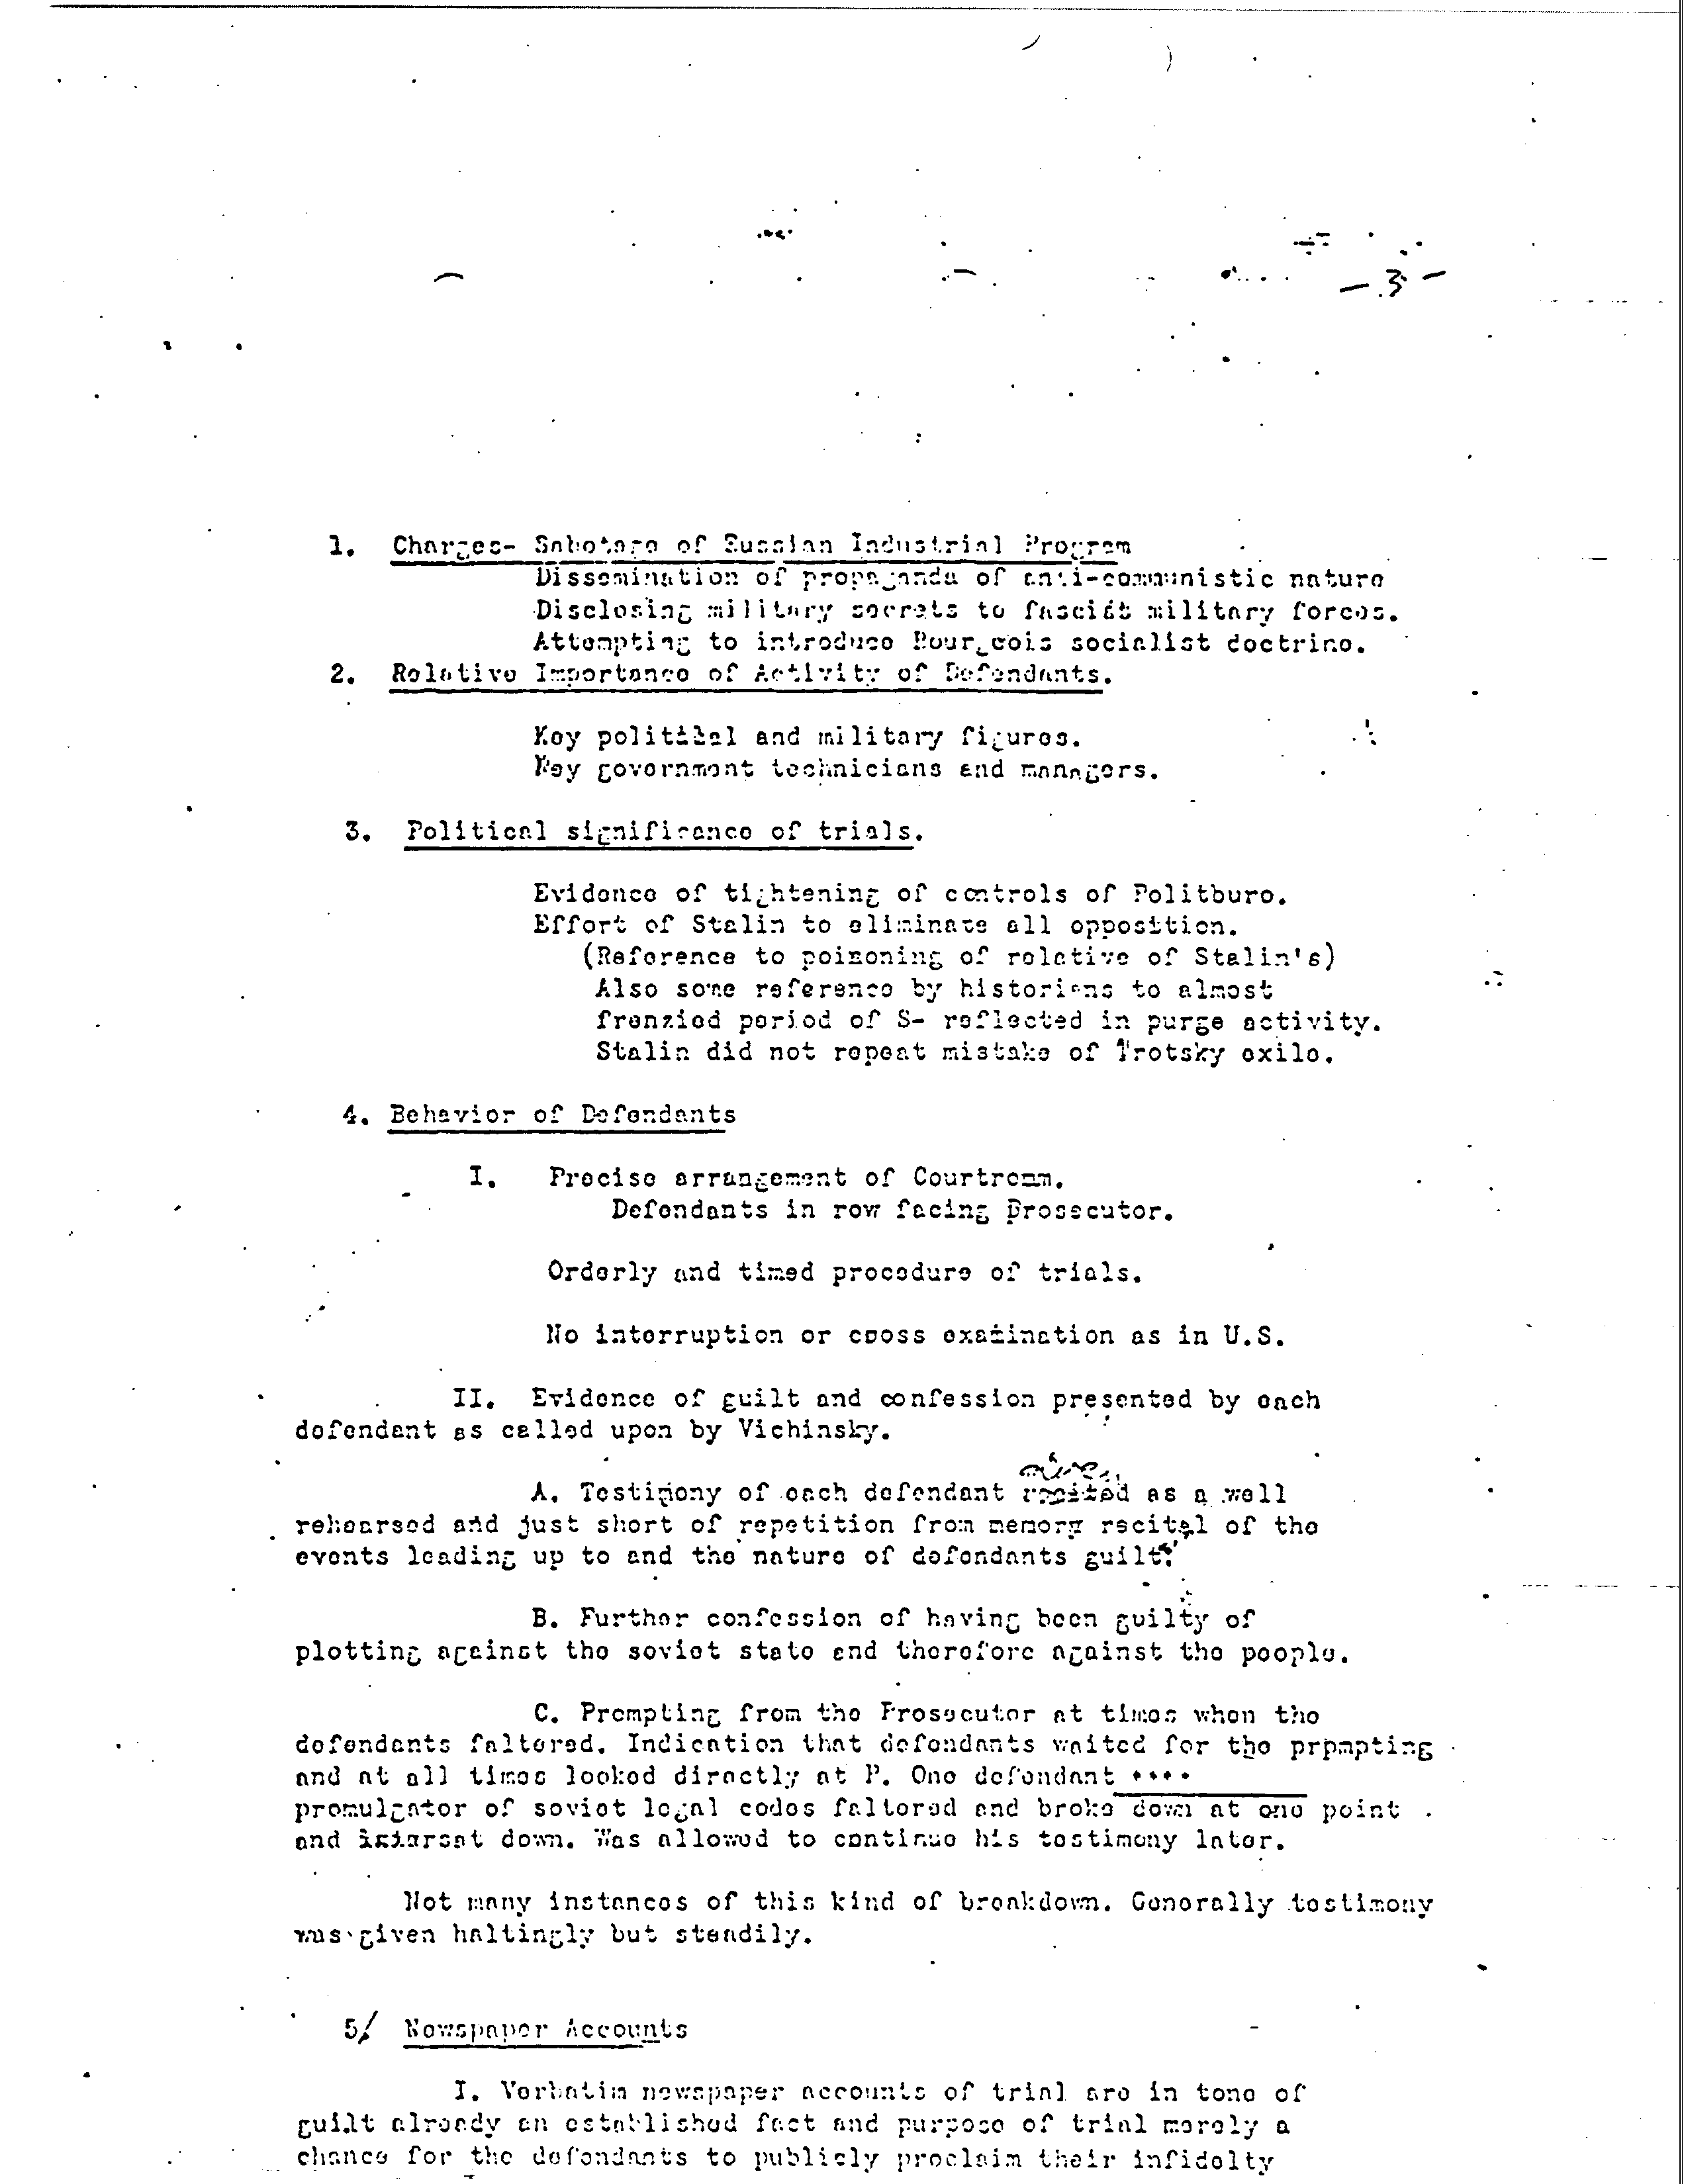 - 3 -
1. Charges- Sabotage of Russian Industrial Program
Dissemination of propaganda of anti-communistic nature
Disclosing military secrets to fascist military forces.
Attempting to introduce Bourgeois socialist doctrine.
2. Relative Importance of Activity of Defendants.
Key political and military figures.
Key government technicians and managers.
3. Political significance of trials.
Evidence of tightening of controls of Politburo.
Effort of Stalin to eliminate all opposition.
(Reference to poisoning of relative of Stalin's)
Also some reference by historians to almost
frenzied period of S- reflected in purge activity.
Stalin did not repeat mistake of Trotsky exile.
4. Behavior of Defendants
I. Precise arrangement of Courtromm.
Defendants in row facing Prosecutor.
Orderly and timed procedure of trials.
No interruption or cross examination as in U.S.
II. Evidence of guilt and confession presented by each
defendant as called upon by Vichinsky.
A. Testimony of each defendant recited as a well
rehearsed and just short of repetition from memory recital of the
events leading up to and the nature of defendants guilt.
B. Further confession of having been guilty of
plotting against the soviet state and therefore against the people.
C. Prompting from the Prosecutor at times when the
defendants faltered. Indication that defendants waited for the prpmpting
and at all times looked directly at P. One defendant ....
promulgator of soviet legal codes faltered and broke down at one point
and down. Was allowed to continue his testimony later.
Not many instances of this kind of breakdown. Generally testimony
was given haltingly but steadily.
5/ Newspaper Accounts
I. Verbatim newspaper accounts of trial are in tone of
guilt already an established fact and purpose of trial merely a
chance for the defendants to publicly proclaim their infidelty